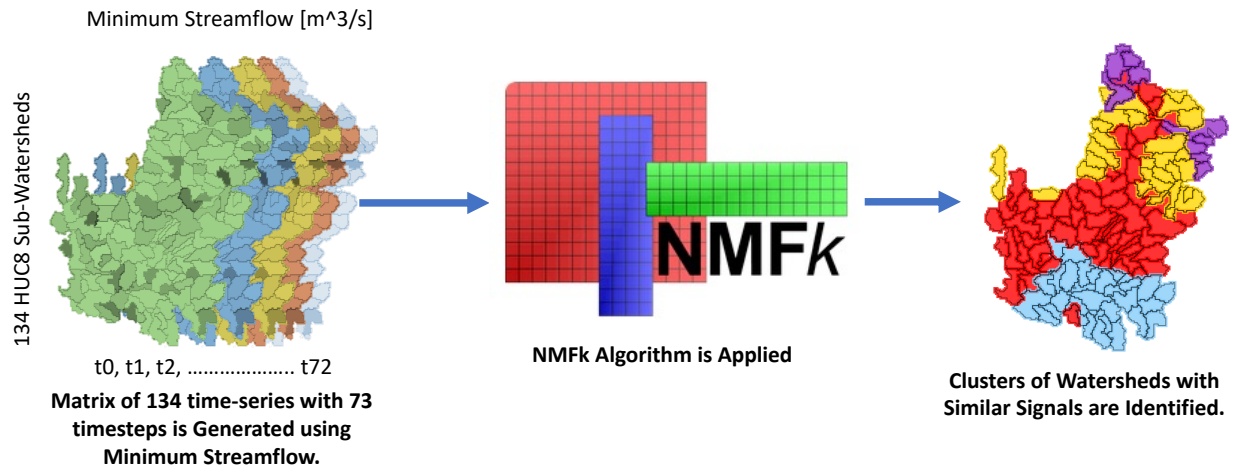 Minimum Streamflow [m^3/s]
134 HUC8 Sub-Watersheds
t0, t1, t2, ……………….. t72
Matrix of 134 time-series with 73
timesteps is Generated using
Minimum Streamflow.
NMFk
NMFk Algorithm is Applied
Clusters of Watersheds with
Similar Signals are Identified.